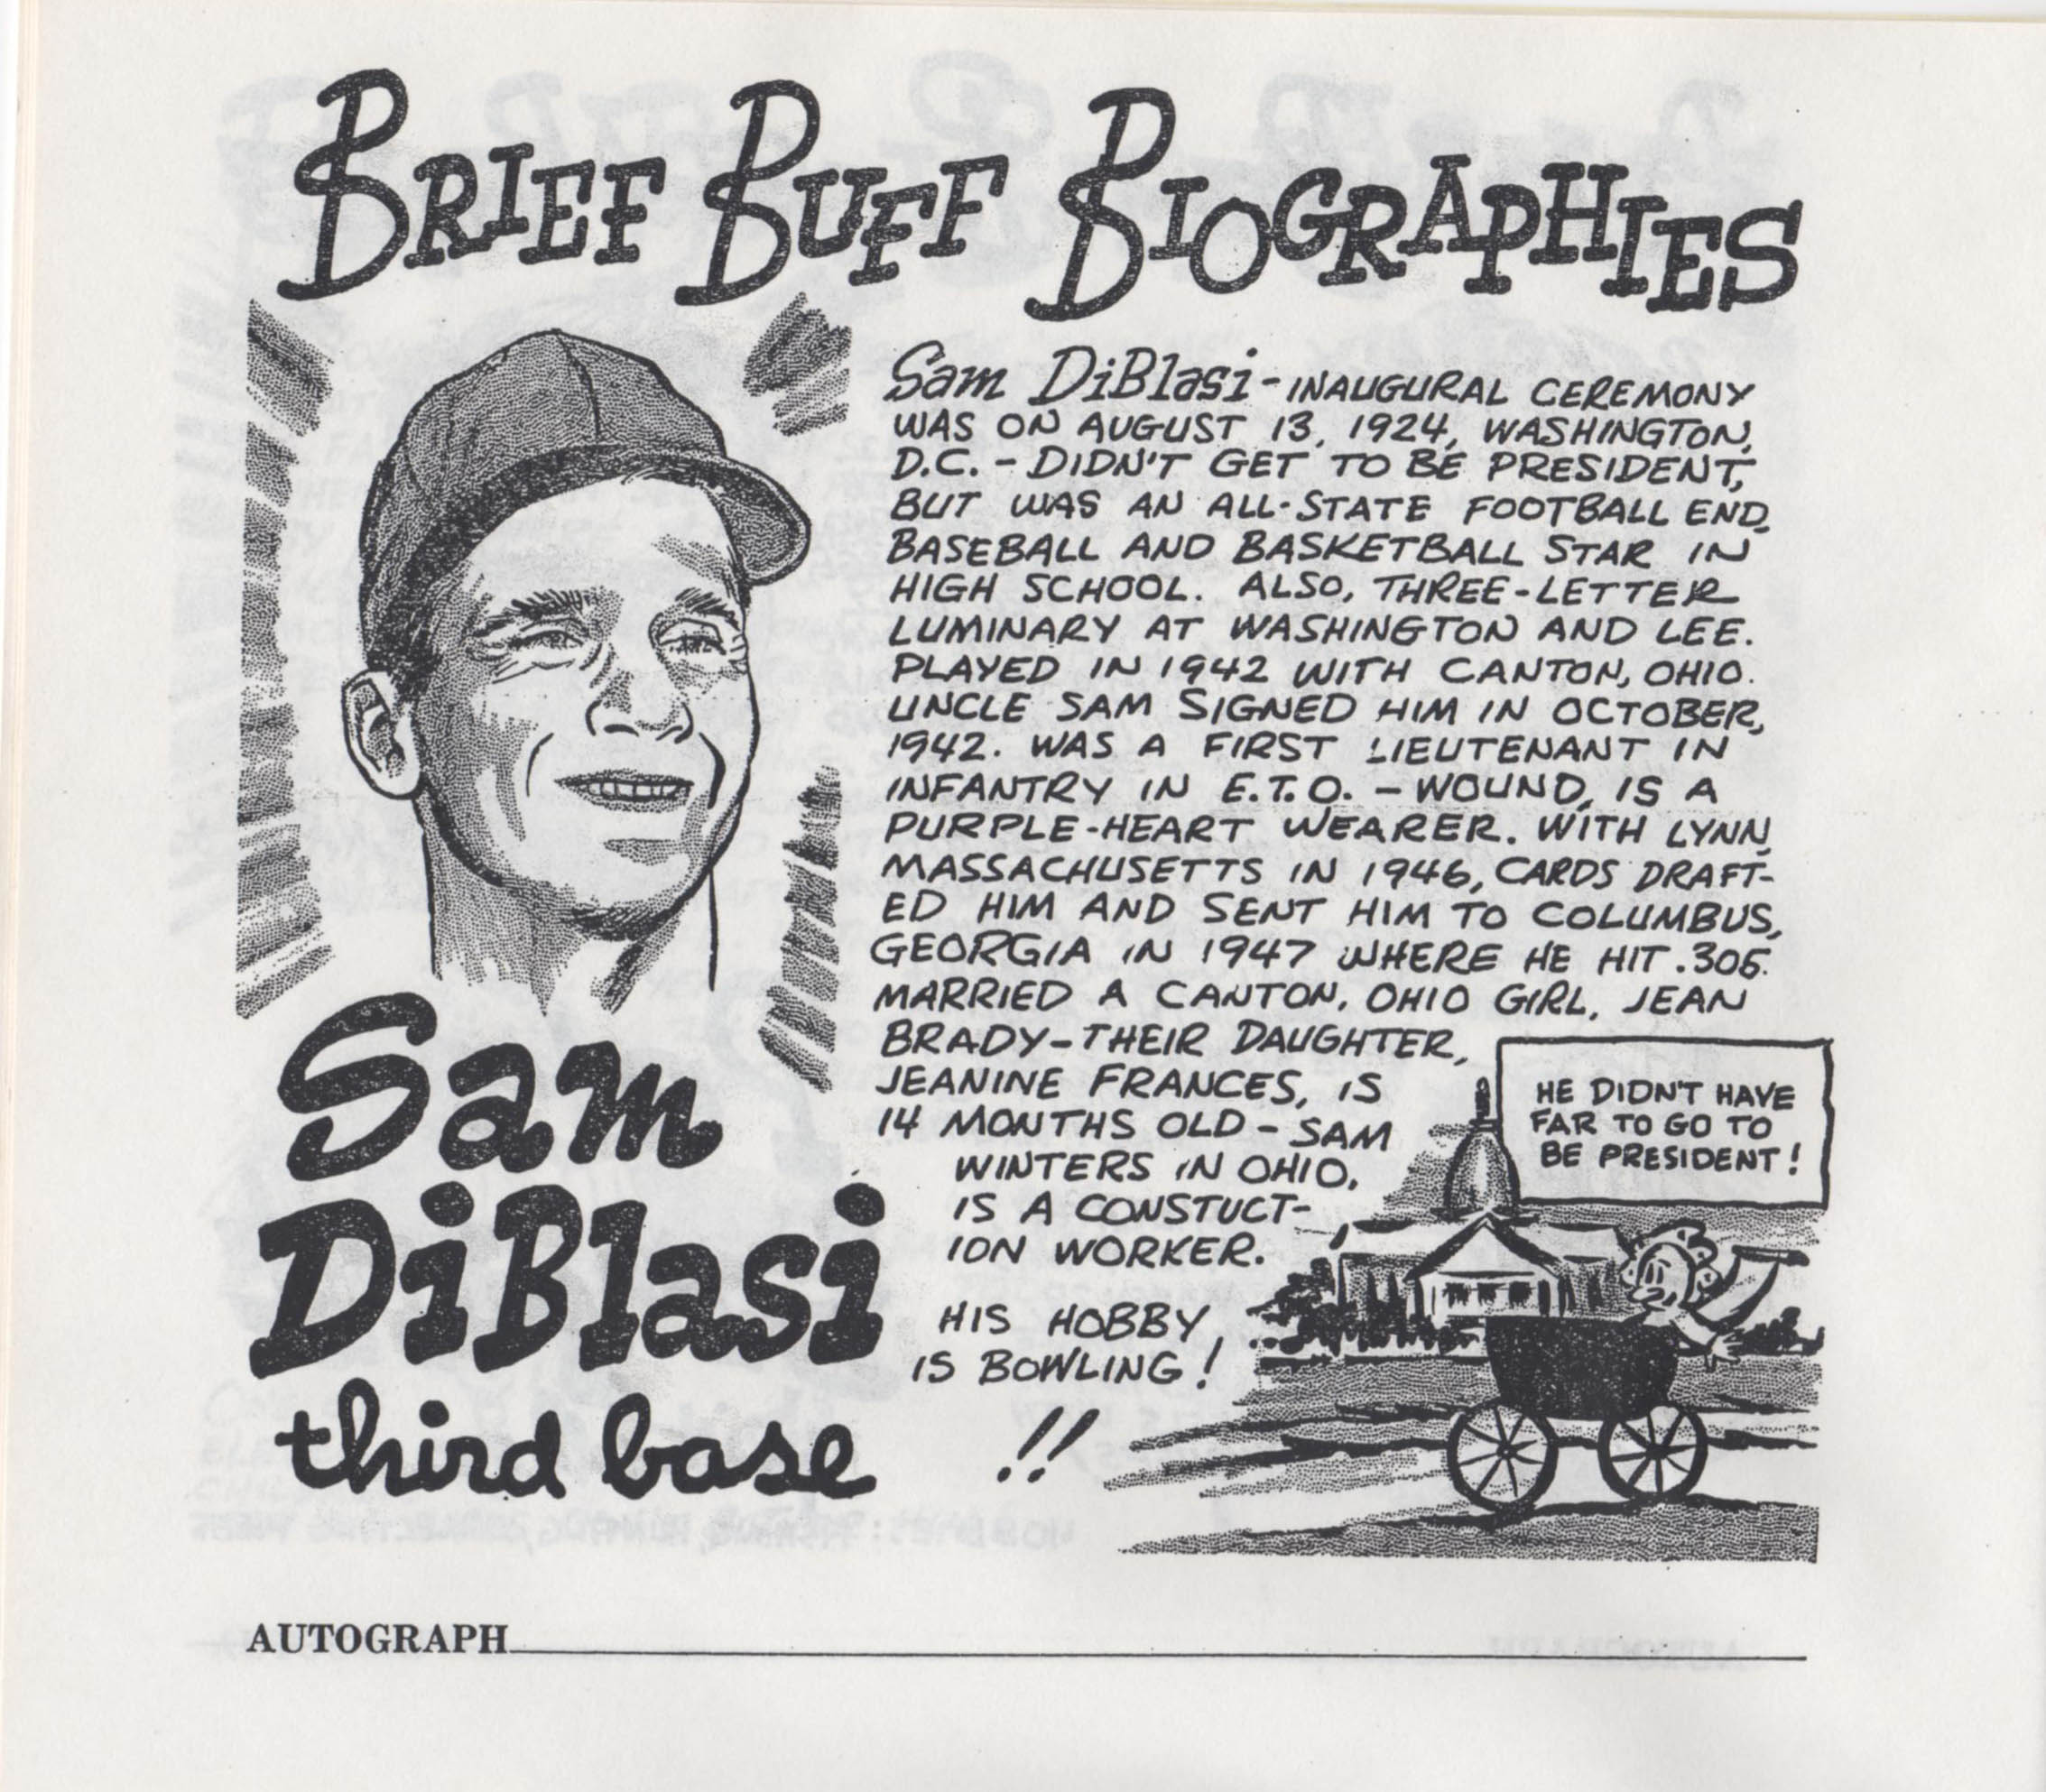 BRIEF BUFF BIOGRAPHIES
Sam DiBlasi - INAUGURAL CEREMONY
WAS ON AUGUST 13, 1924, WASHINGTON,
D.C. - DIDN'T GET TO BE PRESIDENT,
BUT WAS AN ALL-STATE FOOTBALL END,
BASEBALL AND BASKETBALL STAR IN
HIGH SCHOOL. ALSO, THREE-LETTER
LUMINARY AT WASHINGTON AND LEE.
PLAYED IN 1942 WITH CANTON, OHIO.
UNCLE SAM SIGNED HIM IN OCTOBER,
1942. WAS A FIRST LIEUTENANT IN
INFANTRY IN E.T.O. - WOUND, IS A
PURPLE-HEART WEARER. WITH LYNN,
MASSACHUSETTS IN 1946, CARDS DRAFT-
ED HIM AND SENT HIM TO COLUMBUS,
GEORGIA IN 1947 WHERE HE HIT .306.
MARRIED A CANTON, OHIO GIRL, JEAN
BRADY - THEIR DAUGHTER,
JEANINE FRANCES, IS
14 MONTHS OLD - SAM
WINTERS IN OHIO,
IS A CONSTUCT-
ION WORKER.
HIS HOBBY
IS BOWLING!
!!
HE DIDN'T HAVE
FAR TO GO TO
BE PRESIDENT!
Sam
DiBlasi
third base
AUTOGRAPH